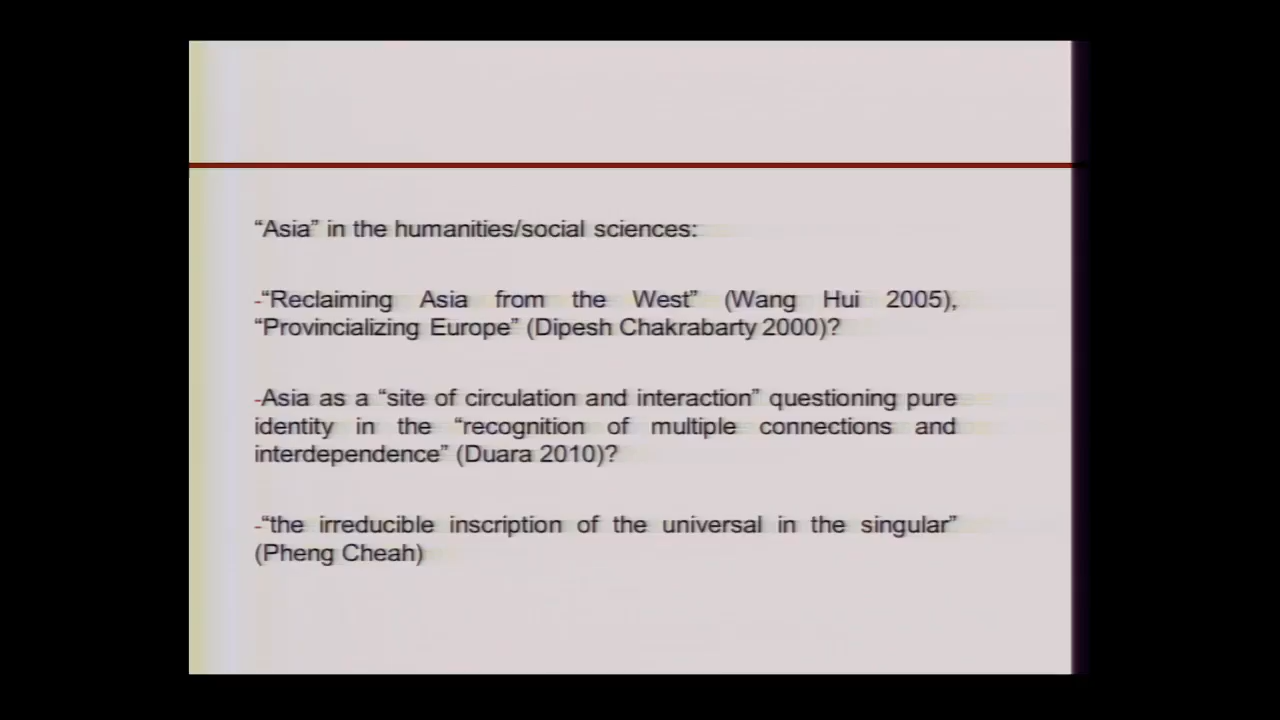 “Asia” in the humanities/social sciences:
-“Reclaiming Asia from the West” (Wang Hui 2005),
“Provincializing Europe” (Dipesh Chakrabarty 2000)?
-Asia as a “site of circulation and interaction” questioning pure
identity in the “recognition of multiple connections and
interdependence” (Duara 2010)?
-“the irreducible inscription of the universal in the singular”
(Pheng Cheah)